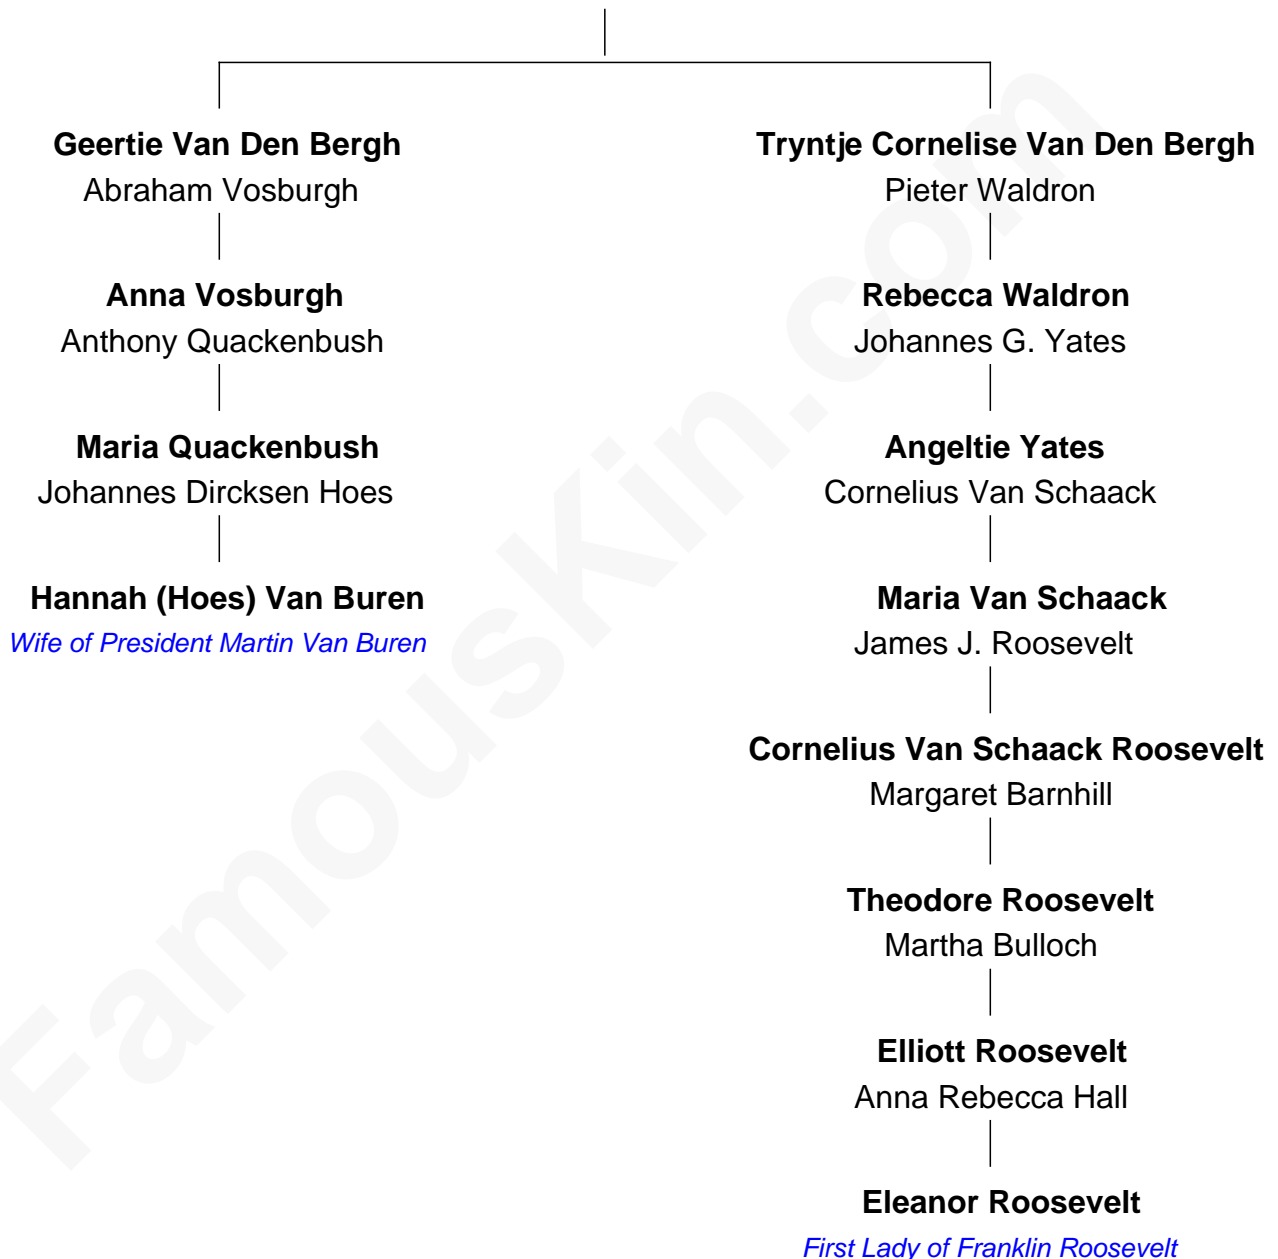 Geertie Van Den Bergh
Abraham Vosburgh
Anna Vosburgh
Anthony Quackenbush
Maria Quackenbush
Johannes Dircksen Hoes
Hannah (Hoes) Van Buren
Wife of President Martin Van Buren
Tryntje Cornelise Van Den Bergh
Pieter Waldron
Rebecca Waldron
Johannes G. Yates
Angeltie Yates
Cornelius Van Schaack
Maria Van Schaack
James J. Roosevelt
Cornelius Van Schaack Roosevelt
Margaret Barnhill
Theodore Roosevelt
Martha Bulloch
Elliott Roosevelt
Anna Rebecca Hall
Eleanor Roosevelt
First Lady of Franklin Roosevelt
FamousKin.com